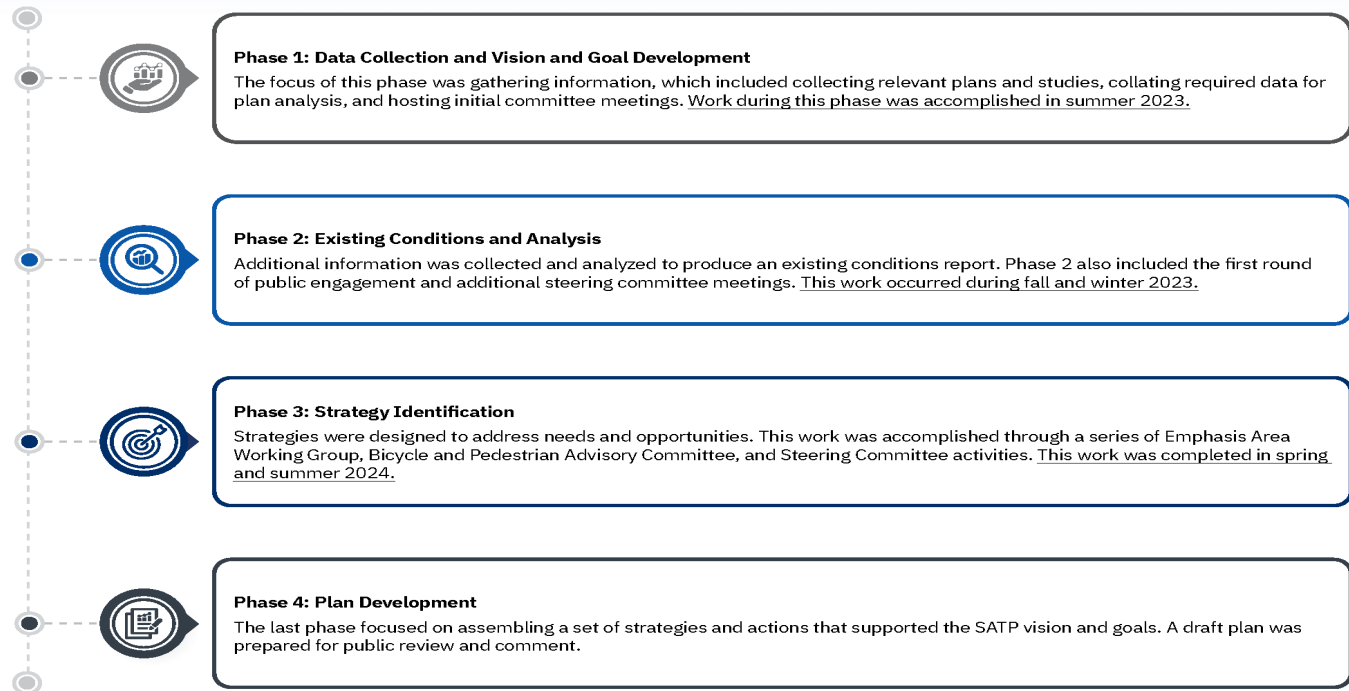 Phase 1: Data Collection and Vision and Goal Development
The focus of this phase was gathering information, which included collecting relevant plans and studies, collating required data for
plan analysis, and hosting initial committee meetings. Work during this phase was accomplished in summer 2023.
Phase 2: Existing Conditions and Analysis
Additional information was collected and analyzed to produce an existing conditions report. Phase 2 also included the first round
of public engagement and additional steering committee meetings. This work occurred during fall and winter 2023.
Phase 3: Strategy Identification
Strategies were designed to address needs and opportunities. This work was accomplished through a series of Emphasis Area
Working Group, Bicycle and Pedestrian Advisory Committee, and Steering Committee activities. This work was completed in spring
and summer 2024.
Phase 4: Plan Development
The last phase focused on assembling a set of strategies and actions that supported the SATP vision and goals. A draft plan was
prepared for public review and comment.